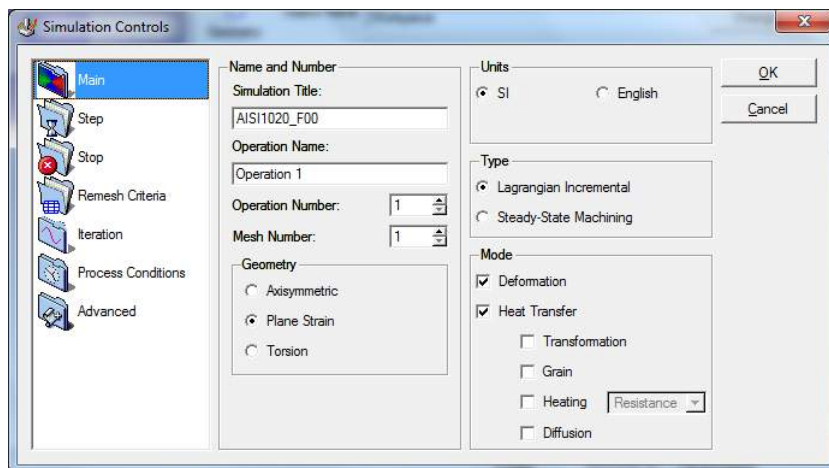 Simulation Controls
Main
Step
Stop
Remesh Criteria
Iteration
Process Conditions
Advanced
Name and Number
Simulation Title:
AISI1020_F00
Operation Name:
Operation 1
Operation Number: 1
Mesh Number: 1
Geometry
Axisymmetric
Plane Strain
Torsion
Units
SI English
Type
Lagrangian Incremental
Steady-State Machining
Mode
Deformation
Heat Transfer
Transformation
Grain
Heating Resistance
Diffusion
OK
Cancel